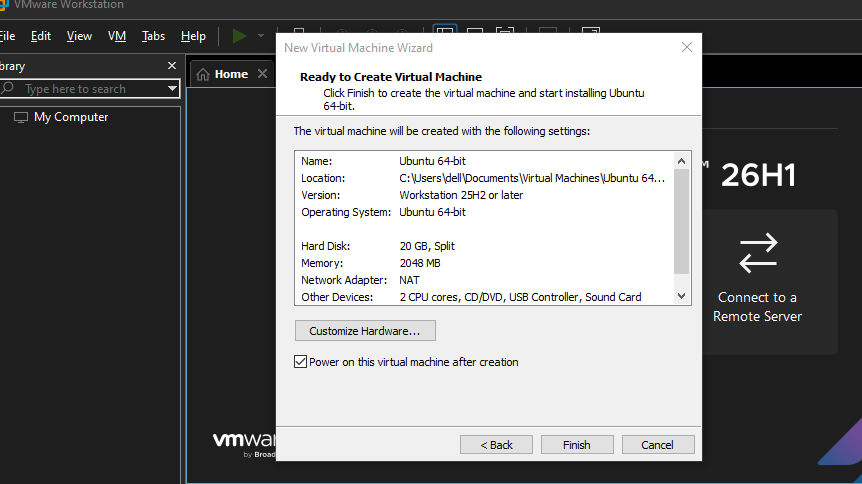 VMware Workstation
File Edit View VM Tabs Help
brary
Type here to search
My Computer
Home
New Virtual Machine Wizard
Ready to Create Virtual Machine
Click Finish to create the virtual machine and start installing Ubuntu
64-bit.
The virtual machine will be created with the following settings:
Name: Ubuntu 64-bit
Location: C:\Users\dell\Documents\Virtual Machines\Ubuntu 64...
Version: Workstation 25H2 or later
Operating System: Ubuntu 64-bit
Hard Disk: 20 GB, Split
Memory: 2048 MB
Network Adapter: NAT
Other Devices: 2 CPU cores, CD/DVD, USB Controller, Sound Card
Customize Hardware...
Power on this virtual machine after creation
< Back Finish Cancel
™ 26H1
Connect to a
Remote Server
vmwar
by Broad